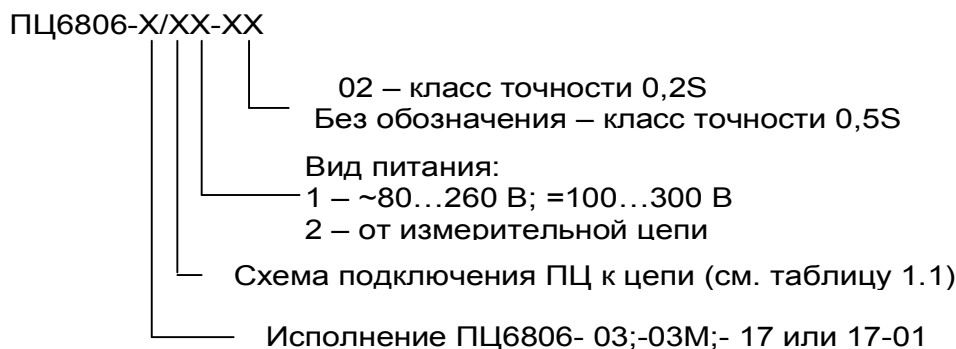 ПЦ6806-Х/ХХ-ХХ
02 – класс точности 0,2S
Без обозначения – класс точности 0,5S
Вид питания:
1 – ~80…260 В; =100…300 В
2 – от измерительной цепи
Схема подключения ПЦ к цепи (см. таблицу 1.1)
Исполнение ПЦ6806- 03;-03М;- 17 или 17-01